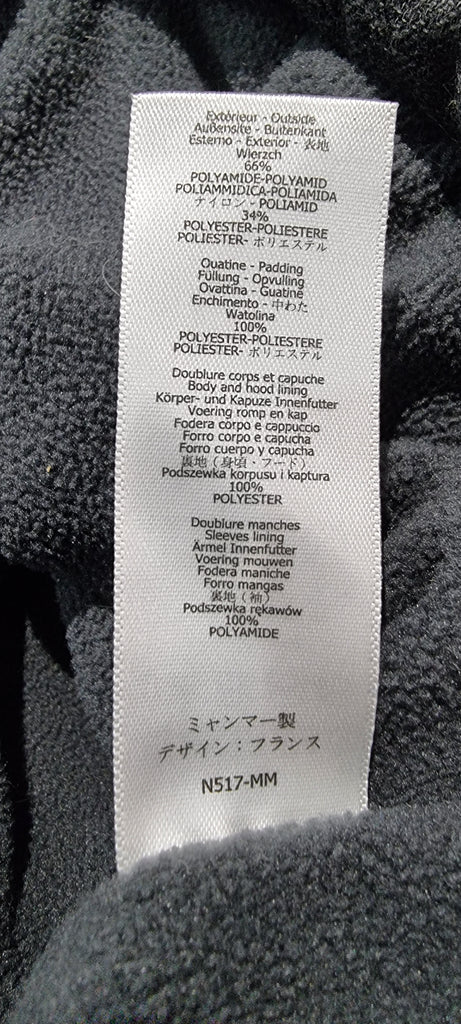 Extérieur - Outside
Außensite - Buitenkant
Esterno - Exterior - 表地
Wierzch
66%
POLYAMIDE-POLYAMID
POLIAMMIDICA-POLIAMIDA
ナイロン - POLIAMID
34%
POLYESTER-POLIESTERE
POLIESTER- ポリエステル
Ouatine - Padding
Füllung - Opvulling
Ovattina - Guatine
Enchimento - 中わた
Watolina
100%
POLYESTER-POLIESTERE
POLIESTER- ポリエステル
Doublure corps et capuche
Body and hood lining
Körper- und Kapuze Innenfutter
Voering romp en kap
Fodera corpo e cappuccio
Forro corpo e capucha
Forro cuerpo y capucha
裏地（身頃・フード）
Podszewka korpusu i kaptura
100%
POLYESTER
Doublure manches
Sleeves lining
Ärmel Innenfutter
Voering mouwen
Fodera maniche
Forro mangas
裏地（袖）
Podszewka rękawów
100%
POLYAMIDE
ミャンマー製
デザイン：フランス
N517-MM